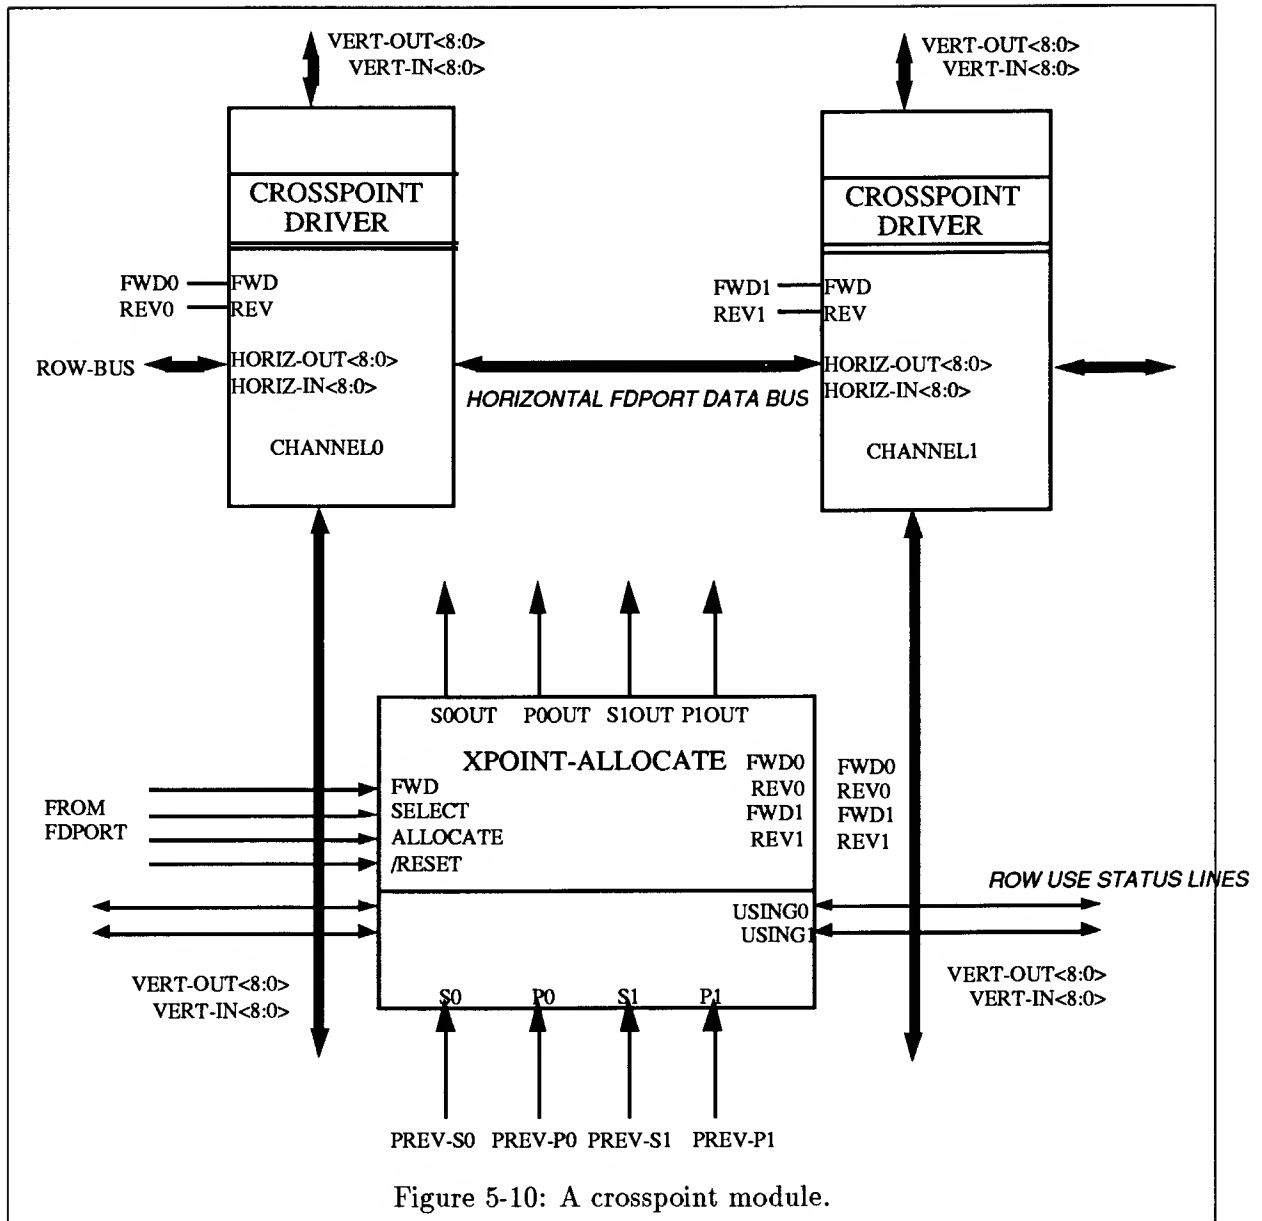 VERT-OUT<8:0>
VERT-IN<8:0>
VERT-OUT<8:0>
VERT-IN<8:0>
CROSSPOINT
DRIVER
CROSSPOINT
DRIVER
FWD0
FWD
REV0
REV
FWD1
FWD
REV1
REV
ROW-BUS
HORIZ-OUT<8:0>
HORIZ-IN<8:0>
HORIZONTAL FDPORT DATA BUS
HORIZ-OUT<8:0>
HORIZ-IN<8:0>
CHANNEL0
CHANNEL1
S0OUT P0OUT S1OUT P1OUT
XPOINT-ALLOCATE
FWD0
REV0
FWD1
REV1
FWD0
REV0
FWD1
REV1
FROM
FDPORT
FWD
SELECT
ALLOCATE
/RESET
ROW USE STATUS LINES
USING0
USING1
VERT-OUT<8:0>
VERT-IN<8:0>
VERT-OUT<8:0>
VERT-IN<8:0>
S0 P0 S1 P1
PREV-S0 PREV-P0 PREV-S1 PREV-P1
Figure 5-10: A crosspoint module.